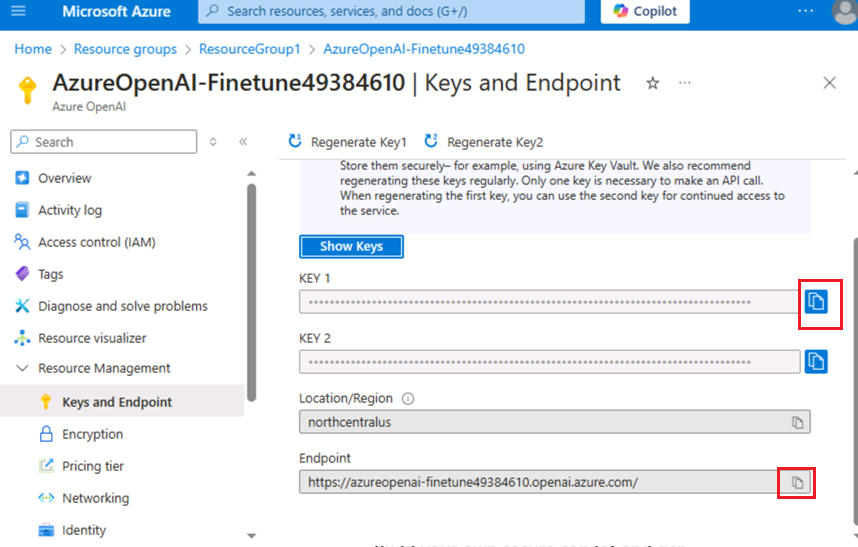 Microsoft Azure
Search resources, services, and docs (G+/)
Copilot
...
Home > Resource groups > ResourceGroup1 > AzureOpenAI-Finetune49384610
AzureOpenAI-Finetune49384610 | Keys and Endpoint
...
Azure OpenAI
Search
Overview
Activity log
Access control (IAM)
Tags
Diagnose and solve problems
Resource visualizer
Resource Management
Keys and Endpoint
Encryption
Pricing tier
Networking
Identity
Regenerate Key1
Regenerate Key2
Store them securely– for example, using Azure Key Vault. We also recommend
regenerating these keys regularly. Only one key is necessary to make an API call.
When regenerating the first key, you can use the second key for continued access to
the service.
Show Keys
KEY 1
KEY 2
Location/Region
northcentralus
Endpoint
https://azureopenai-finetune49384610.openai.azure.com/